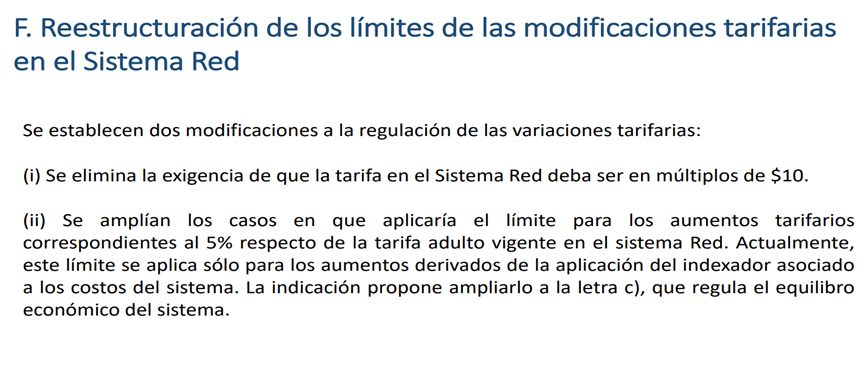 F. Reestructuración de los límites de las modificaciones tarifarias
en el Sistema Red
Se establecen dos modificaciones a la regulación de las variaciones tarifarias:
(i) Se elimina la exigencia de que la tarifa en el Sistema Red deba ser en múltiplos de $10.
(ii) Se amplían los casos en que aplicaría el límite para los aumentos tarifarios
correspondientes al 5% respecto de la tarifa adulto vigente en el sistema Red. Actualmente,
este límite se aplica sólo para los aumentos derivados de la aplicación del indexador asociado
a los costos del sistema. La indicación propone ampliarlo a la letra c), que regula el equilibro
económico del sistema.